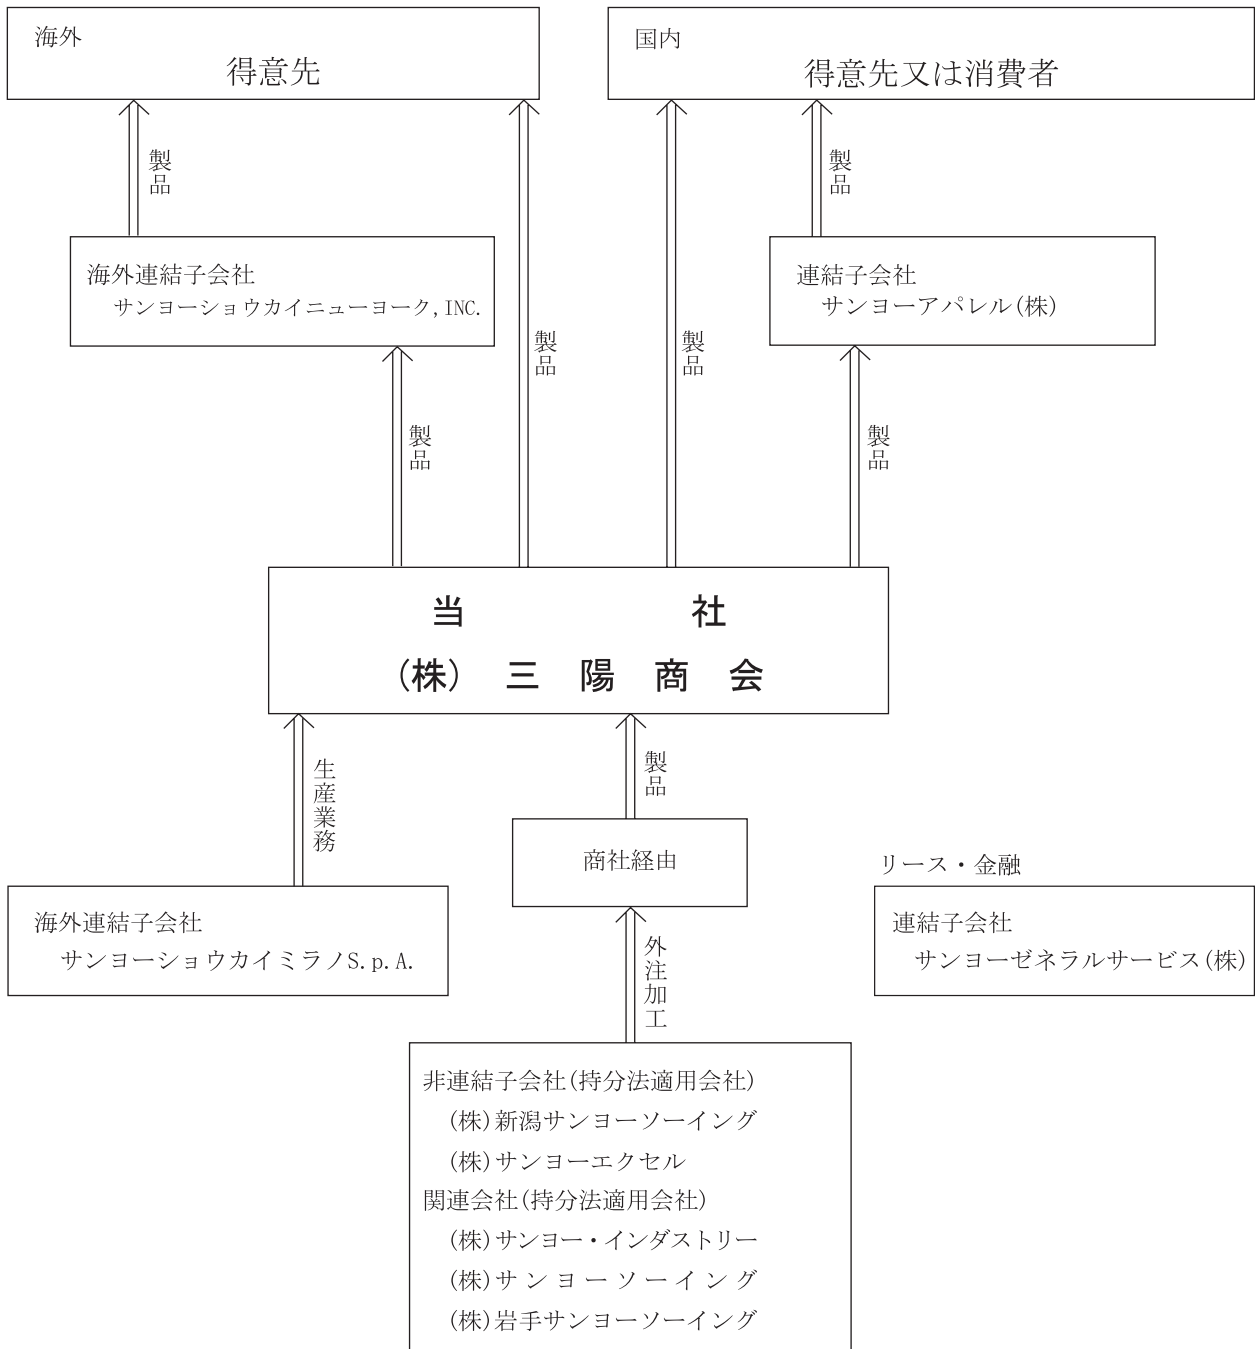 海外
得意先
国内
得意先又は消費者
製品
製品
海外連結子会社
サンヨーショウカイニューヨーク,INC.
連結子会社
サンヨーアパレル(株)
製品
製品
製品
製品
当社
(株)三陽商会
生産業務
製品
商社経由
リース・金融
海外連結子会社
サンヨーショウカイミラノS.p.A.
連結子会社
サンヨーゼネラルサービス(株)
外注加工
非連結子会社(持分法適用会社)
(株)新潟サンヨーソーイング
(株)サンヨーエクセル
関連会社(持分法適用会社)
(株)サンヨー・インダストリー
(株)サンヨーソーイング
(株)岩手サンヨーソーイング